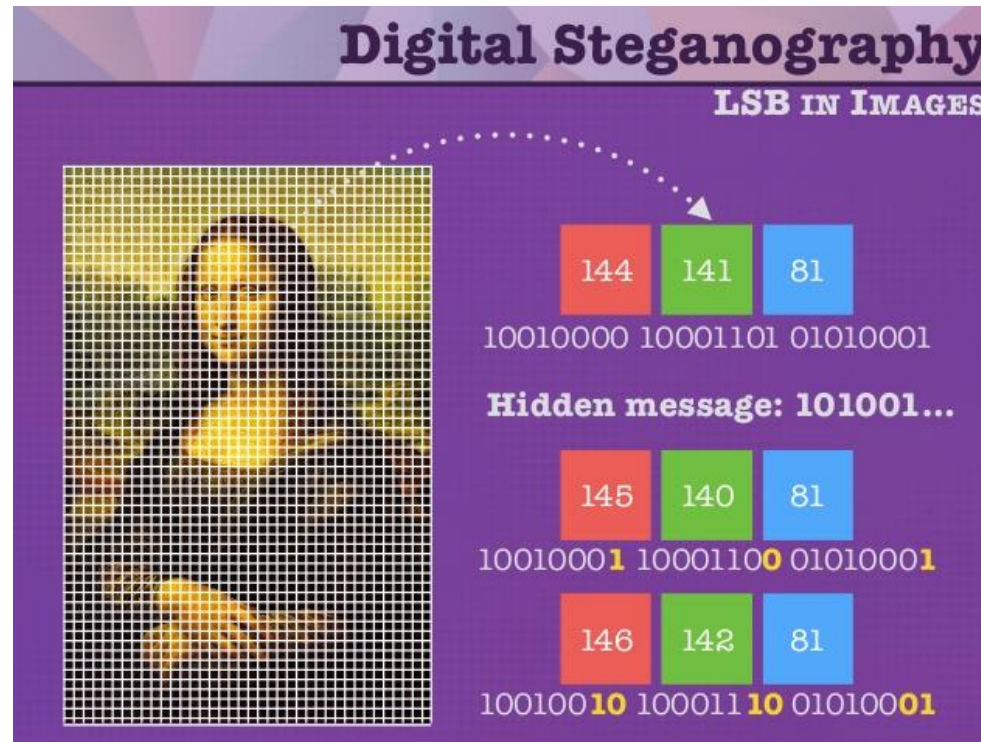 Digital Steganography
LSB IN IMAGES
144 141 81
10010000 10001101 01010001
Hidden message: 101001...
145 140 81
10010001 10001100 01010001
146 142 81
10010010 10001110 01010001